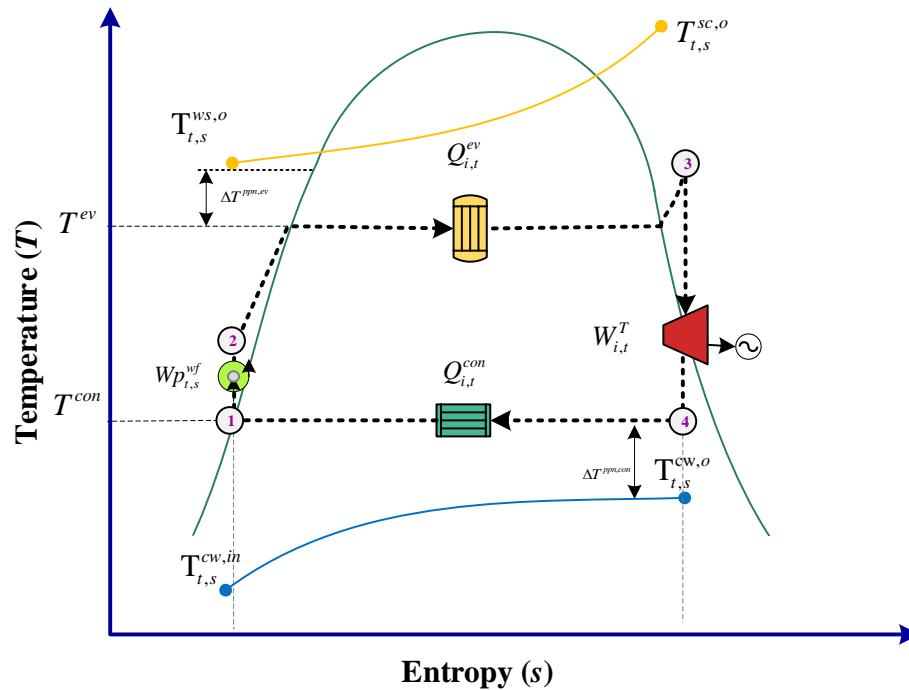 T_{t,s}^{sc,o}
T_{t,s}^{ws,o}
Q_{i,t}^{ev}
3
ΔT^{ppn,ev}
T^{ev}
2
W_{i,t}^{T}
Wp_{t,s}^{wf}
Q_{i,t}^{con}
T^{con}
1
4
ΔT^{ppn,con}
T_{t,s}^{cw,o}
T_{t,s}^{cw,in}
Temperature (T)
Entropy (s)